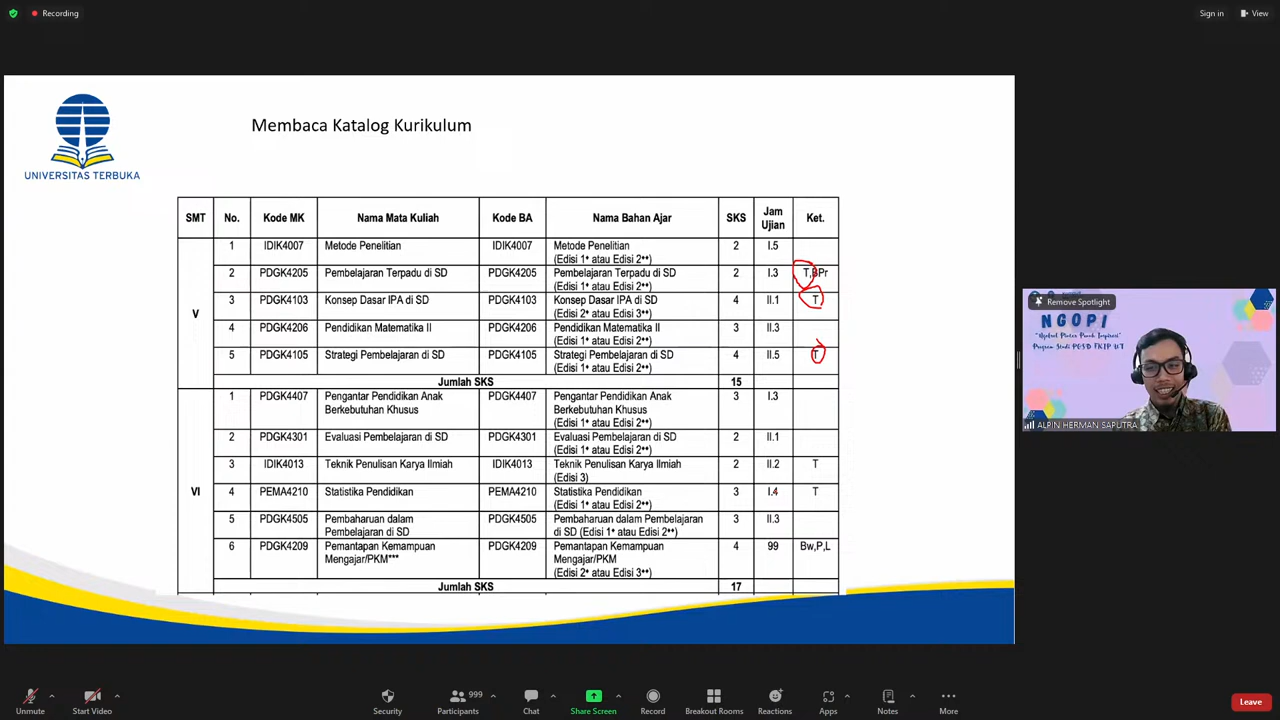 Recording
Sign in
View
UNIVERSITAS TERBUKA
Membaca Katalog Kurikulum
SMT No. Kode MK Nama Mata Kuliah Kode BA Nama Bahan Ajar SKS Jam Ujian Ket.
V
1 IDIK4007 Metode Penelitian IDIK4007 Metode Penelitian 2 I.5
(Edisi 1* atau Edisi 2**)
2 PDGK4205 Pembelajaran Terpadu di SD PDGK4205 Pembelajaran Terpadu di SD 2 I.3 T,BPr
(Edisi 1* atau Edisi 2**)
3 PDGK4103 Konsep Dasar IPA di SD PDGK4103 Konsep Dasar IPA di SD 4 II.1 T
(Edisi 2* atau Edisi 3**)
4 PDGK4206 Pendidikan Matematika II PDGK4206 Pendidikan Matematika II 3 II.3
(Edisi 1* atau Edisi 2**)
5 PDGK4105 Strategi Pembelajaran di SD PDGK4105 Strategi Pembelajaran di SD 4 II.5 T
(Edisi 1* atau Edisi 2**)
Jumlah SKS 15
VI
1 PDGK4407 Pengantar Pendidikan Anak PDGK4407 Pengantar Pendidikan Anak 3 I.3
Berkebutuhan Khusus Berkebutuhan Khusus
(Edisi 1* atau Edisi 2**)
2 PDGK4301 Evaluasi Pembelajaran di SD PDGK4301 Evaluasi Pembelajaran di SD 2 II.1
(Edisi 1* atau Edisi 2**)
3 IDIK4013 Teknik Penulisan Karya Ilmiah IDIK4013 Teknik Penulisan Karya Ilmiah 2 II.2 T
(Edisi 3)
4 PEMA4210 Statistika Pendidikan PEMA4210 Statistika Pendidikan 3 I.4 T
(Edisi 1* atau Edisi 2**)
5 PDGK4505 Pembaharuan dalam PDGK4505 Pembaharuan dalam Pembelajaran 3 II.3
Pembelajaran di SD di SD (Edisi 1* atau Edisi 2**)
6 PDGK4209 Pemantapan Kemampuan PDGK4209 Pemantapan Kemampuan 4 99 Bw,P,L
Mengajar/PKM*** Mengajar/PKM
(Edisi 2* atau Edisi 3**)
Jumlah SKS 17
Remove Spotlight
NGOPI
Program Studi PGSD FKIP UT
ALPIN HERMAN SAPUTRA
Unmute
Start Video
Security
Participants 999
Chat
Share Screen
Record
Breakout Rooms
Reactions
Apps
Notes
More
Leave